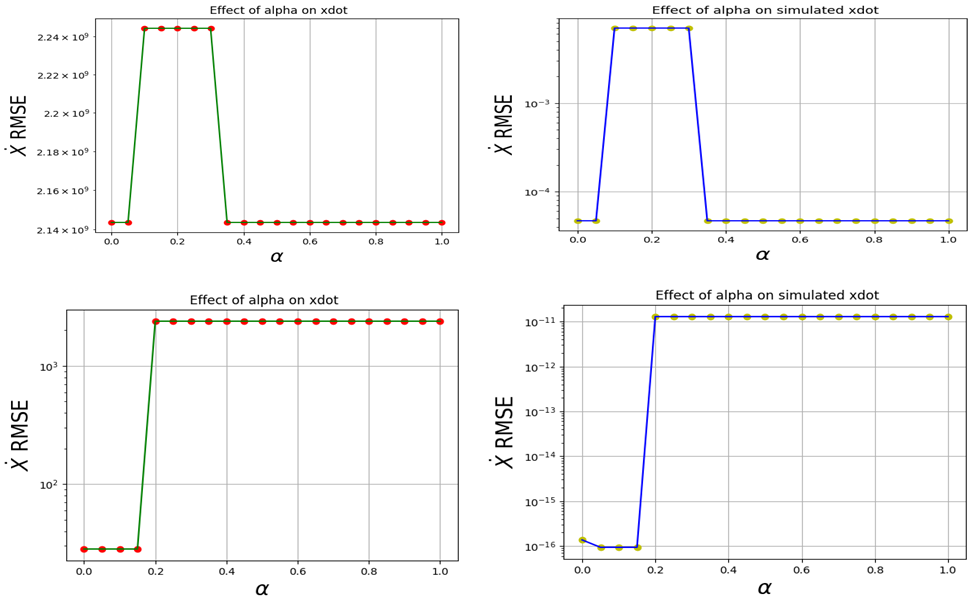 Effect of alpha on xdot
Ẋ RMSE
2.24 × 10⁹
2.22 × 10⁹
2.2 × 10⁹
2.18 × 10⁹
2.16 × 10⁹
2.14 × 10⁹
0.0 0.2 0.4 0.6 0.8 1.0
α
Effect of alpha on simulated xdot
Ẋ RMSE
10⁻³
10⁻⁴
0.0 0.2 0.4 0.6 0.8 1.0
α
Effect of alpha on xdot
Ẋ RMSE
10³
10²
0.0 0.2 0.4 0.6 0.8 1.0
α
Effect of alpha on simulated xdot
Ẋ RMSE
10⁻¹¹
10⁻¹²
10⁻¹³
10⁻¹⁴
10⁻¹⁵
10⁻¹⁶
0.0 0.2 0.4 0.6 0.8 1.0
α